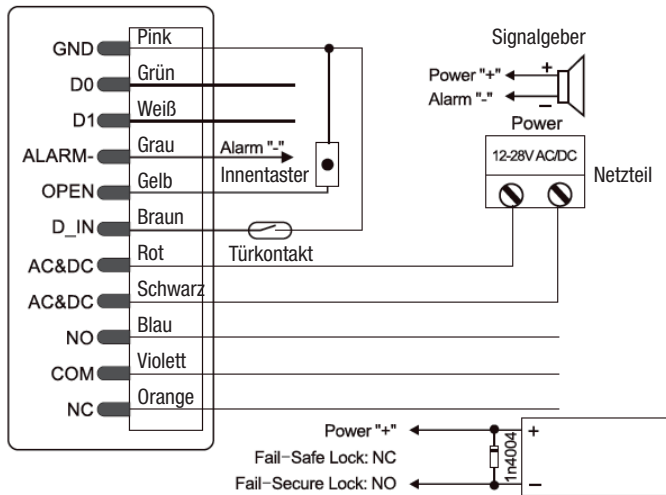 GND Pink
D0 Grün
D1 Weiß
ALARM- Grau Alarm "-"
OPEN Gelb Innentaster
D_IN Braun
Türkontakt
AC&DC Rot
AC&DC Schwarz
NO Blau
COM Violett
NC Orange
Signalgeber
Power "+" +
Alarm "-" −
Power
12-28V AC/DC
Netzteil
Power "+" +
Fail-Safe Lock: NC
1n4004
Fail-Secure Lock: NO −